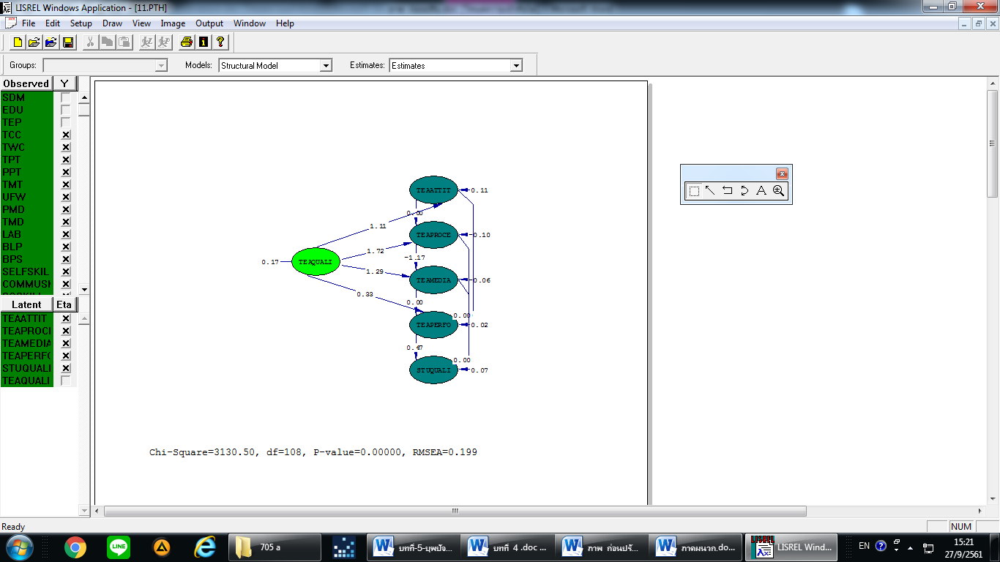 LISREL Windows Application - [11.PTH]
File Edit Setup Draw View Image Output Window Help
Groups: Models: Structural Model Estimates: Estimates
Observed Y
SDM
EDU
TEP
TCC
TWC
TPT
PPT
TMT
UFW
PMD
TMD
LAB
BLP
BPS
SELFSKIL
COMMUSK
Latent Eta
TEAATTIT
TEAPROCE
TEAMEDIA
TEAPERFO
STUQUALI
TEAQUALI
TEAATTIT 0.11
0.00
1.11
TEAPROCE 0.10
1.72
-1.17
0.17 TEAQUALI
1.29
TEAMEDIA 0.06
0.33
0.00
0.00
TEAPERFO 0.02
0.47
0.00
STUQUALI 0.07
Chi-Square=3130.50, df=108, P-value=0.00000, RMSEA=0.199
Ready NUM
LINE 705 a บทที่-5-บุพปัจ... บทที่ 4 .doc ... ภาพ ก่อนปรั... ภาคผนวก.do... LISREL Wind... EN 15:21
27/9/2561